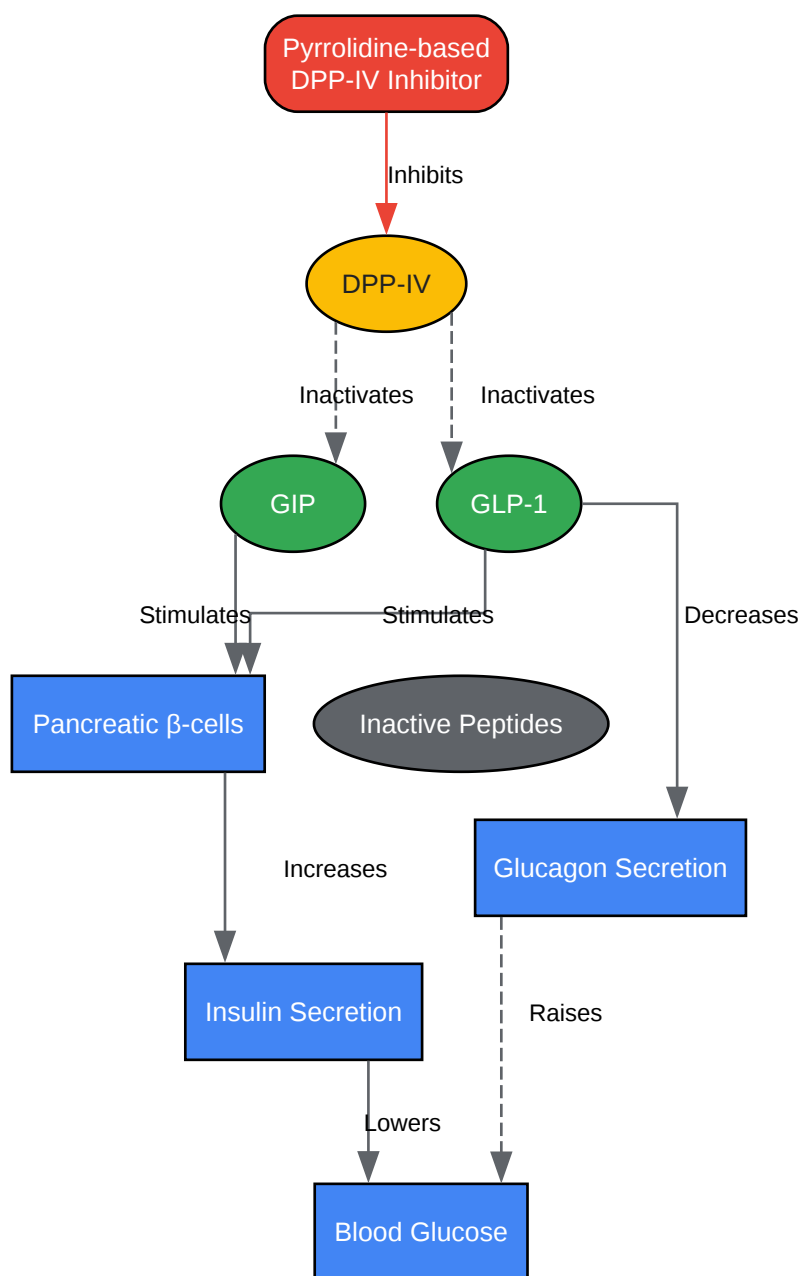 Pyrrolidine-based
DPP-IV Inhibitor
Inhibits
DPP-IV
Inactivates
Inactivates
GIP
GLP-1
Stimulates
Stimulates
Decreases
Pancreatic β-cells
Inactive Peptides
Increases
Glucagon Secretion
Insulin Secretion
Raises
Lowers
Blood Glucose